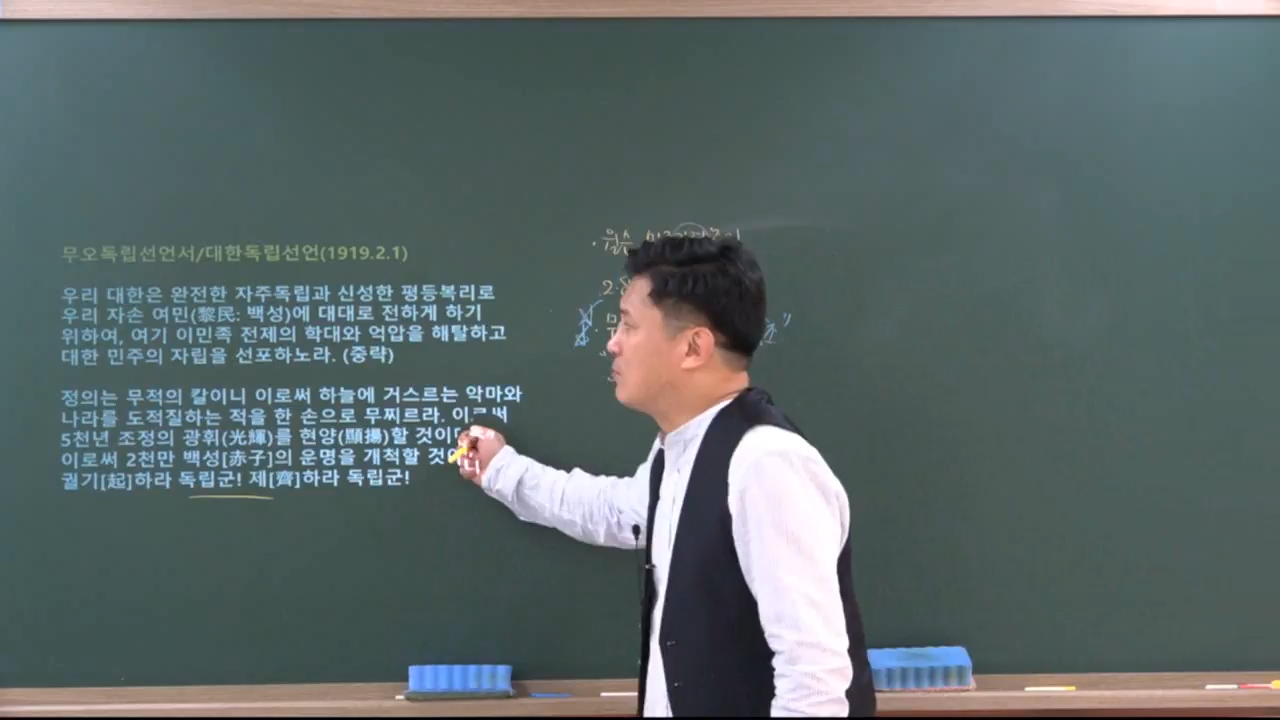 무오독립선언서/대한독립선언(1919.2.1)
우리 대한은 완전한 자주독립과 신성한 평등복리로
우리 자손 여민(黎民: 백성)에 대대로 전하게 하기
위하여, 여기 이민족 전제의 학대와 억압을 해탈하고
대한 민주의 자립을 선포하노라. (중략)
정의는 무적의 칼이니 이로써 하늘에 거스르는 악마와
나라를 도적질하는 적을 한 손으로 무찌르라. 이로써
5천년 조정의 광휘(光輝)를 현양(顯揚)할 것이
이로써 2천만 백성[赤子]의 운명을 개척할
궐기[起]하라 독립군! 제[齊]하라 독립군!
2.8